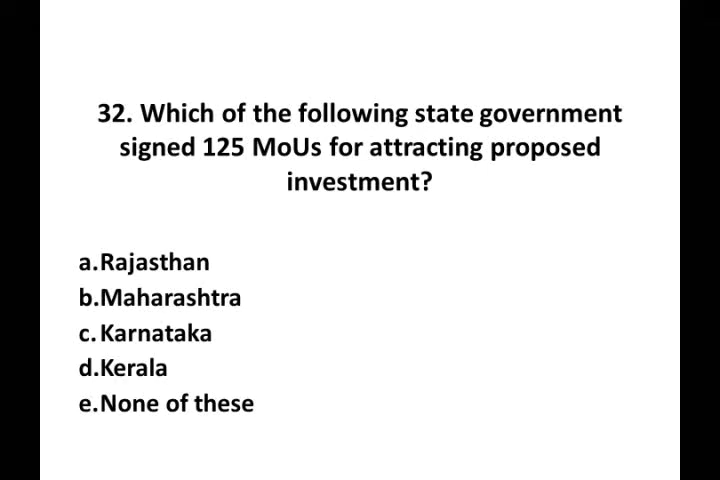 32. Which of the following state government
signed 125 MoUs for attracting proposed
investment?
a.Rajasthan
b.Maharashtra
c.Karnataka
d.Kerala
e.None of these